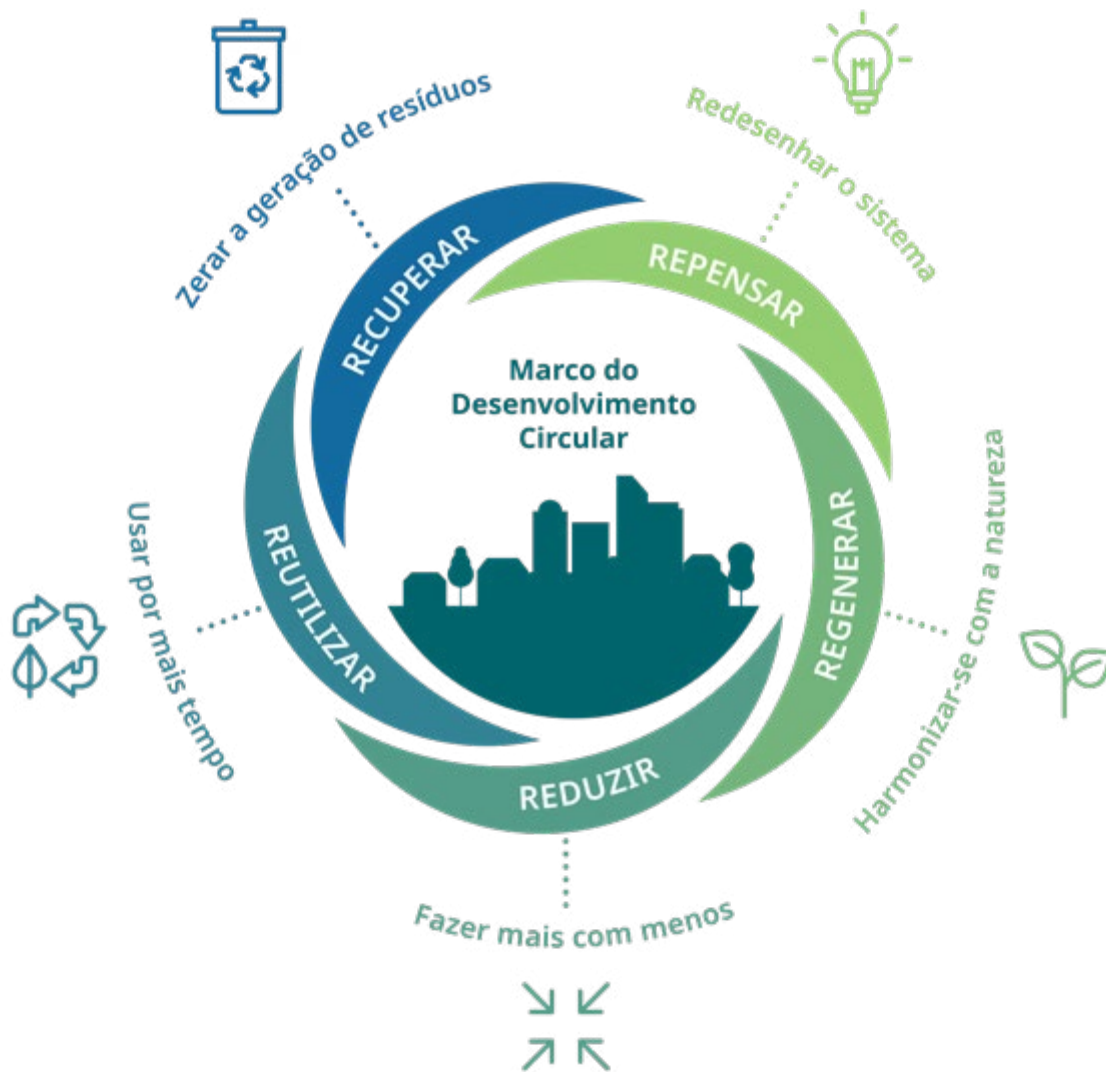 Marco do
Desenvolvimento
Circular
REPENSAR
Redesenhar o sistema
REGENERAR
Harmonizar-se com a natureza
REDUZIR
Fazer mais com menos
REUTILIZAR
Usar por mais tempo
RECUPERAR
Zerar a geração de resíduos